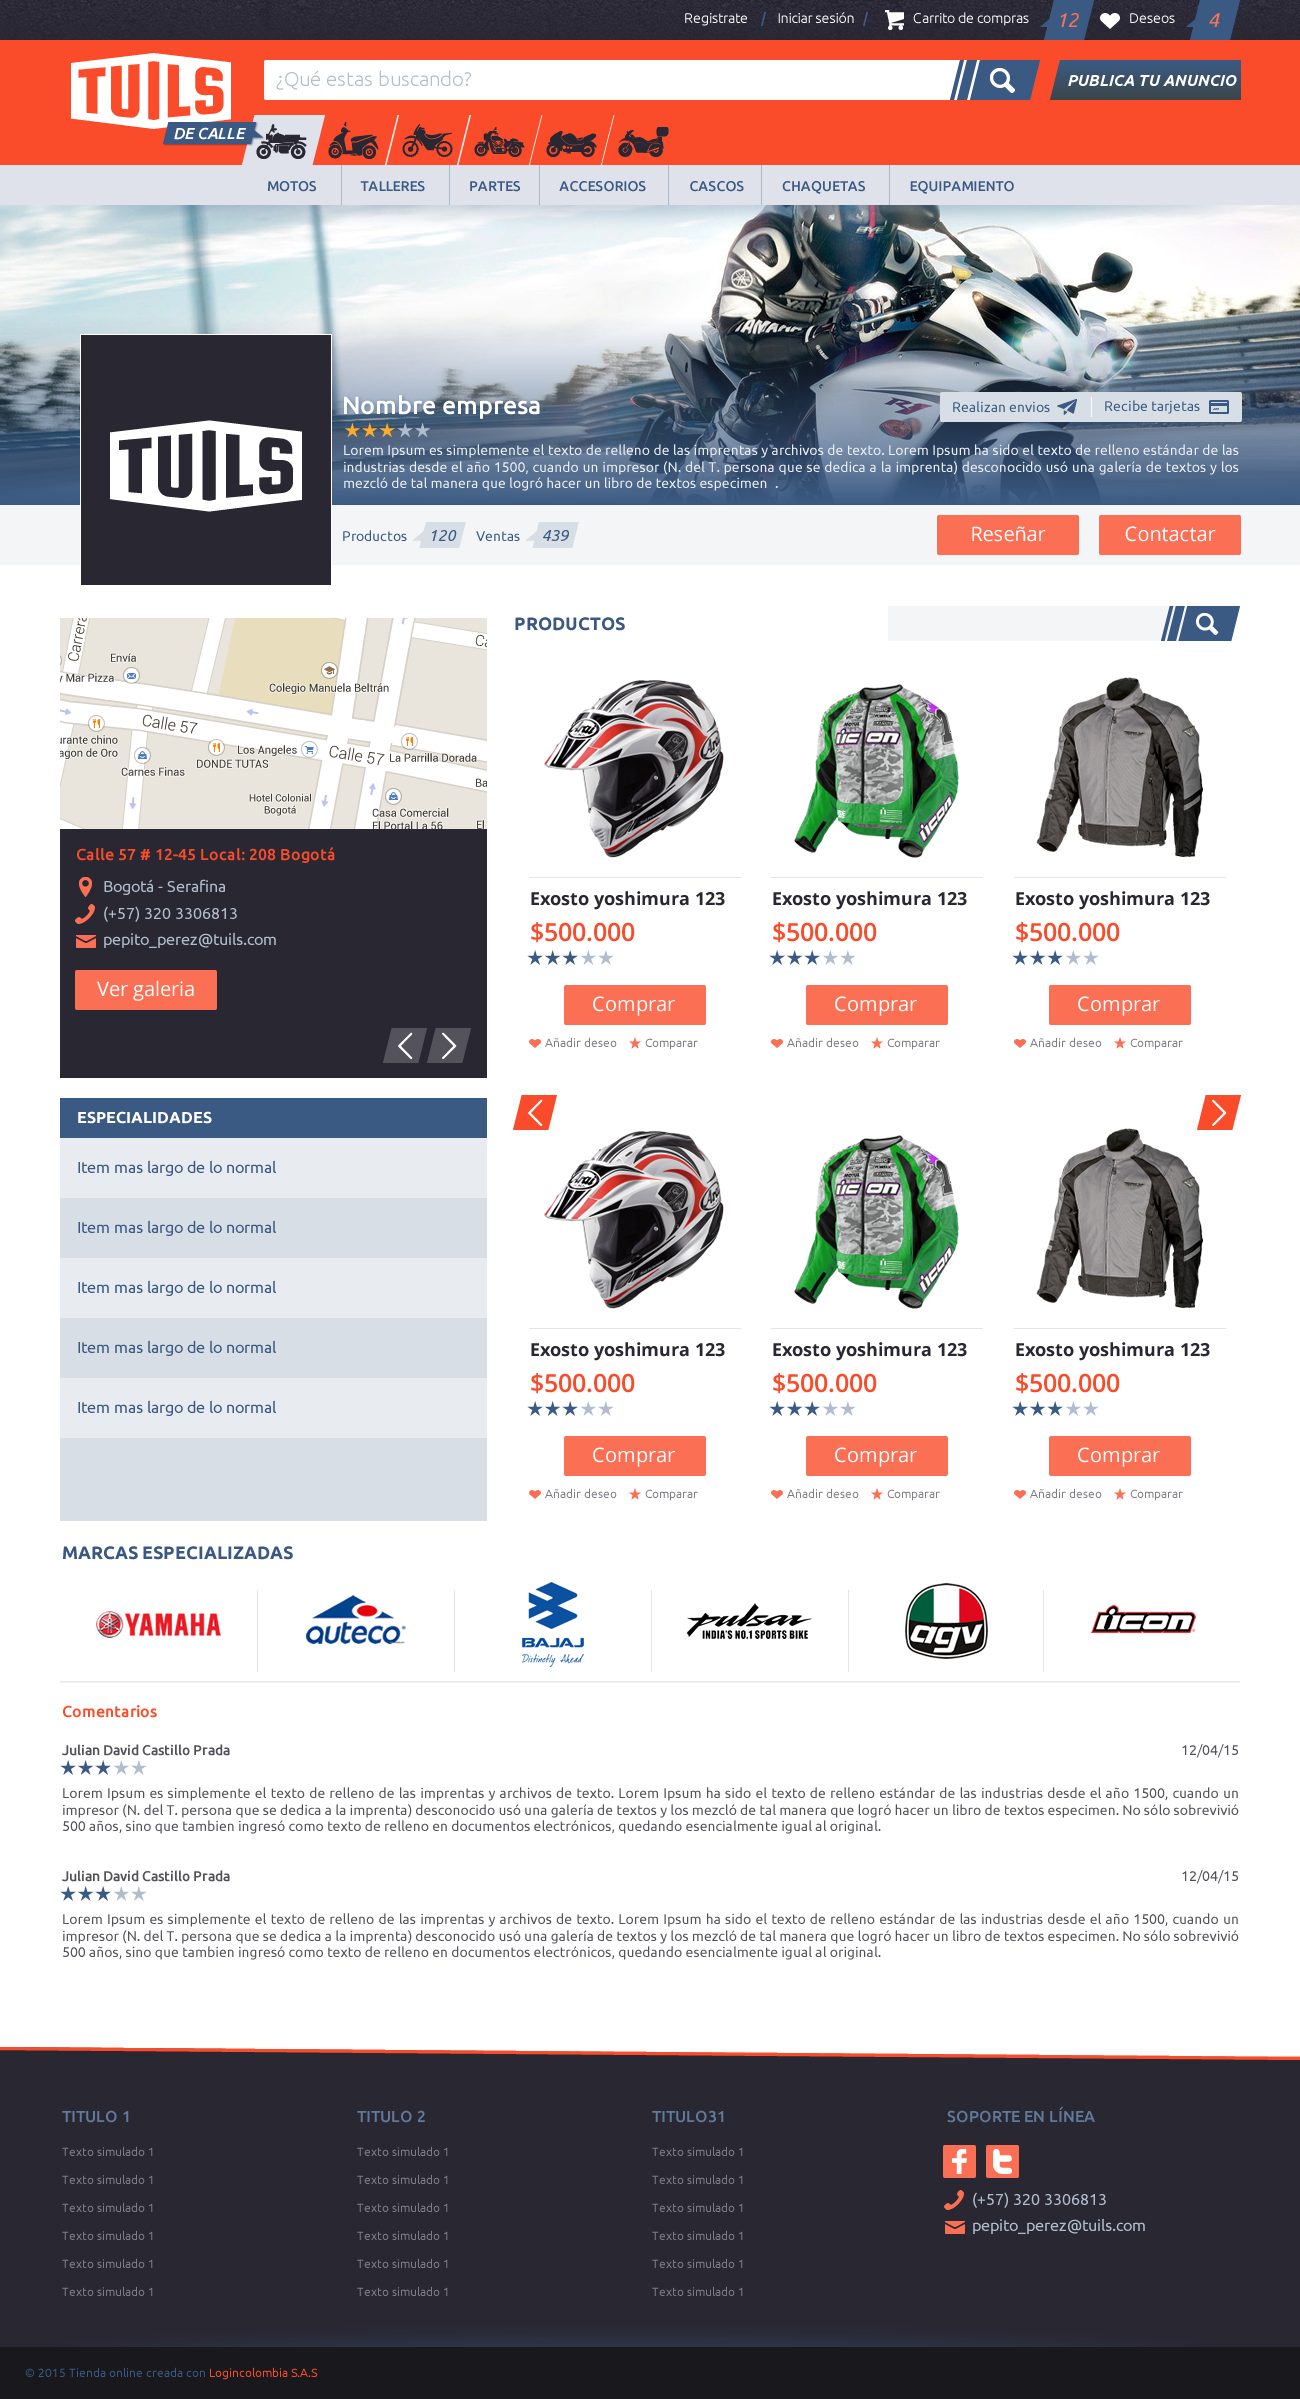 Registrate / Iniciar sesión / Carrito de compras 12 Deseos 4
TUILS
DE CALLE
¿Qué estas buscando?
PUBLICA TU ANUNCIO
MOTOS TALLERES PARTES ACCESORIOS CASCOS CHAQUETAS EQUIPAMIENTO
YAMAHA
R1
TUILS
Nombre empresa
Realizan envios Recibe tarjetas
Lorem Ipsum es simplemente el texto de relleno de las imprentas y archivos de texto. Lorem Ipsum ha sido el texto de relleno estándar de las
industrias desde el año 1500, cuando un impresor (N. del T. persona que se dedica a la imprenta) desconocido usó una galería de textos y los
mezcló de tal manera que logró hacer un libro de textos especimen .
Productos 120 Ventas 439
Reseñar Contactar
Carrera
Ca
Envía
y Mar Pizza
Colegio Manuela Beltrán
Calle 57
urante chino
agon de Oro
Los Angeles
DONDE TUTAS
Calle 57
La Parrilla Dorada
Carnes Finas
Ba
Hotel Colonial
Bogotá
Casa Comercial
El Portal La 56
El
Calle 57 # 12-45 Local: 208 Bogotá
Bogotá - Serafina
(+57) 320 3306813
pepito_perez@tuils.com
Ver galeria
ESPECIALIDADES
Item mas largo de lo normal
Item mas largo de lo normal
Item mas largo de lo normal
Item mas largo de lo normal
Item mas largo de lo normal
PRODUCTOS
Arai Arai icon icon
Exosto yoshimura 123 Exosto yoshimura 123 Exosto yoshimura 123
$500.000 $500.000 $500.000
Comprar Comprar Comprar
Añadir deseo Comparar Añadir deseo Comparar Añadir deseo Comparar
Arai Arai icon icon
Exosto yoshimura 123 Exosto yoshimura 123 Exosto yoshimura 123
$500.000 $500.000 $500.000
Comprar Comprar Comprar
Añadir deseo Comparar Añadir deseo Comparar Añadir deseo Comparar
MARCAS ESPECIALIZADAS
YAMAHA
auteco
BAJAJ
Distinctly Ahead
pulsar
INDIA'S NO.1 SPORTS BIKE
agv
icon
Comentarios
Julian David Castillo Prada 12/04/15
Lorem Ipsum es simplemente el texto de relleno de las imprentas y archivos de texto. Lorem Ipsum ha sido el texto de relleno estándar de las industrias desde el año 1500, cuando un
impresor (N. del T. persona que se dedica a la imprenta) desconocido usó una galería de textos y los mezcló de tal manera que logró hacer un libro de textos especimen. No sólo sobrevivió
500 años, sino que tambien ingresó como texto de relleno en documentos electrónicos, quedando esencialmente igual al original.
Julian David Castillo Prada 12/04/15
Lorem Ipsum es simplemente el texto de relleno de las imprentas y archivos de texto. Lorem Ipsum ha sido el texto de relleno estándar de las industrias desde el año 1500, cuando un
impresor (N. del T. persona que se dedica a la imprenta) desconocido usó una galería de textos y los mezcló de tal manera que logró hacer un libro de textos especimen. No sólo sobrevivió
500 años, sino que tambien ingresó como texto de relleno en documentos electrónicos, quedando esencialmente igual al original.
TITULO 1 TITULO 2 TITULO31 SOPORTE EN LÍNEA
Texto simulado 1 Texto simulado 1 Texto simulado 1
Texto simulado 1 Texto simulado 1 Texto simulado 1
Texto simulado 1 Texto simulado 1 Texto simulado 1
Texto simulado 1 Texto simulado 1 Texto simulado 1
Texto simulado 1 Texto simulado 1 Texto simulado 1
Texto simulado 1 Texto simulado 1 Texto simulado 1
(+57) 320 3306813
pepito_perez@tuils.com
© 2015 Tienda online creada con Logincolombia S.A.S